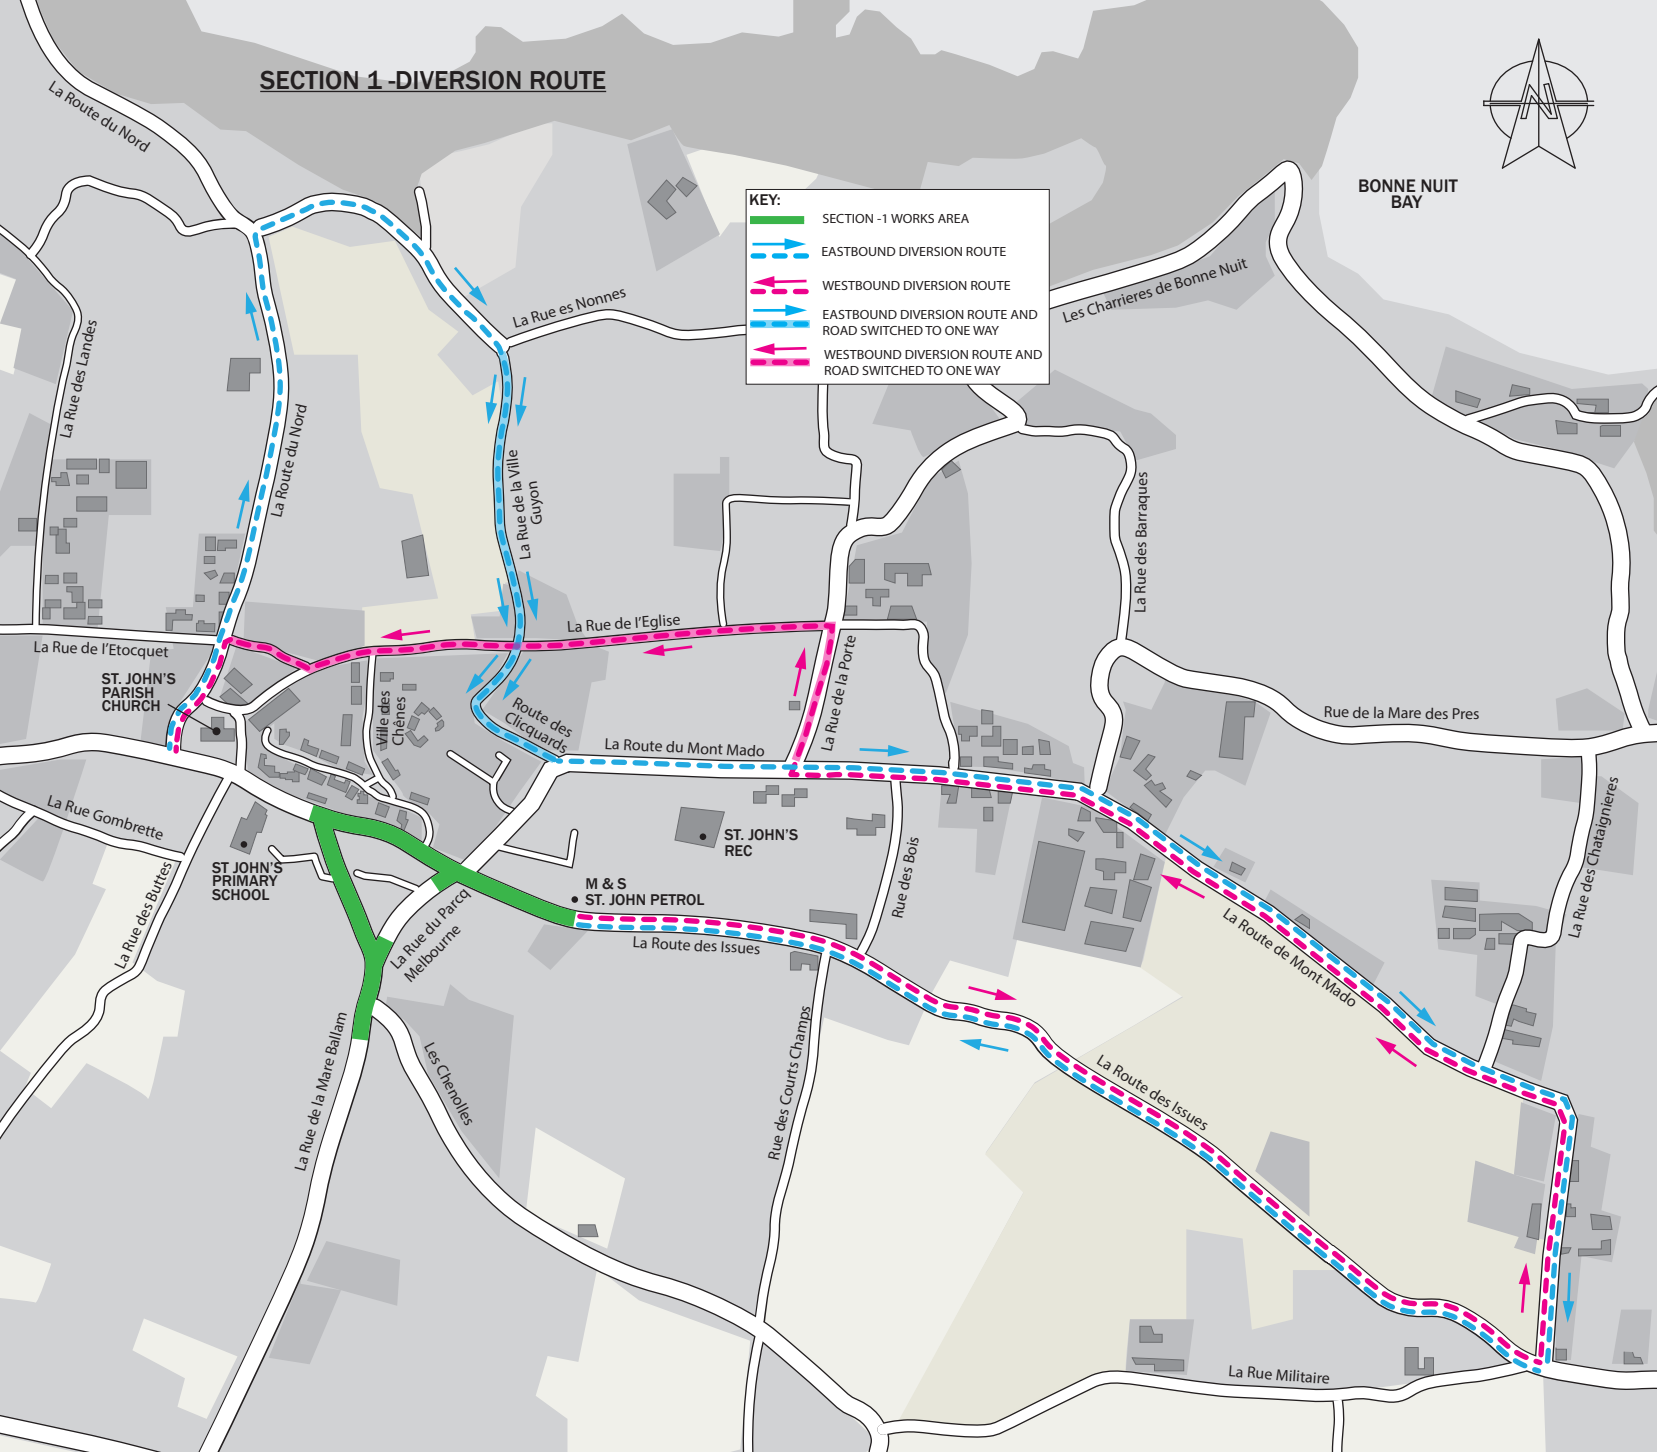 SECTION 1 -DIVERSION ROUTE
La Route du Nord
N
BONNE NUIT
BAY
KEY:
SECTION -1 WORKS AREA
EASTBOUND DIVERSION ROUTE
WESTBOUND DIVERSION ROUTE
EASTBOUND DIVERSION ROUTE AND
ROAD SWITCHED TO ONE WAY
WESTBOUND DIVERSION ROUTE AND
ROAD SWITCHED TO ONE WAY
Les Charrieres de Bonne Nuit
La Rue es Nonnes
La Rue des Landes
La Route du Nord
La Rue de la Ville
Guyon
La Rue des Barraques
La Rue de l'Eglise
La Rue de l'Etocquet
ST. JOHN'S
PARISH
CHURCH
Ville des
Chênes
Route des
Clicquards
La Rue de la Porte
La Route du Mont Mado
Rue de la Mare des Pres
La Rue des Chataignieres
La Rue Gombrette
ST JOHN'S
PRIMARY
SCHOOL
ST. JOHN'S
REC
Rue des Bois
M & S
ST. JOHN PETROL
La Rue des Buttes
La Rue du Parcq
Melbourne
La Route des Issues
La Route de Mont Mado
La Rue de la Mare Ballam
Les Chenolles
Rue des Courts Champs
La Route des Issues
La Rue Militaire